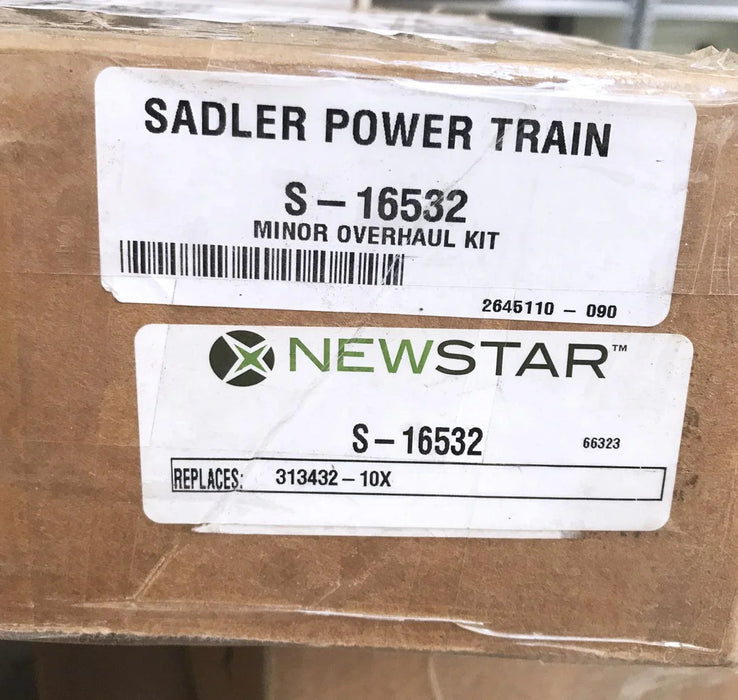 SADLER POWER TRAIN
S-16532
MINOR OVERHAUL KIT
2645110 - 090
NEWSTAR™
S-16532 66323
REPLACES: 313432-10X